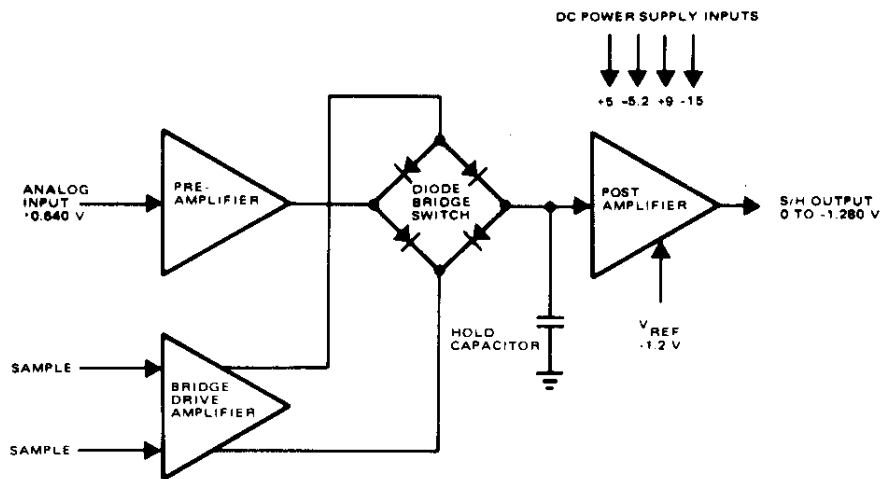 DC POWER SUPPLY INPUTS
+5 -5.2 +9 -15
ANALOG
INPUT
±0.640 V
PRE-
AMPLIFIER
DIODE
BRIDGE
SWITCH
POST
AMPLIFIER
S/H OUTPUT
0 TO -1.280 V
HOLD
CAPACITOR
VREF
-1.2 V
SAMPLE
BRIDGE
DRIVE
AMPLIFIER
SAMPLE